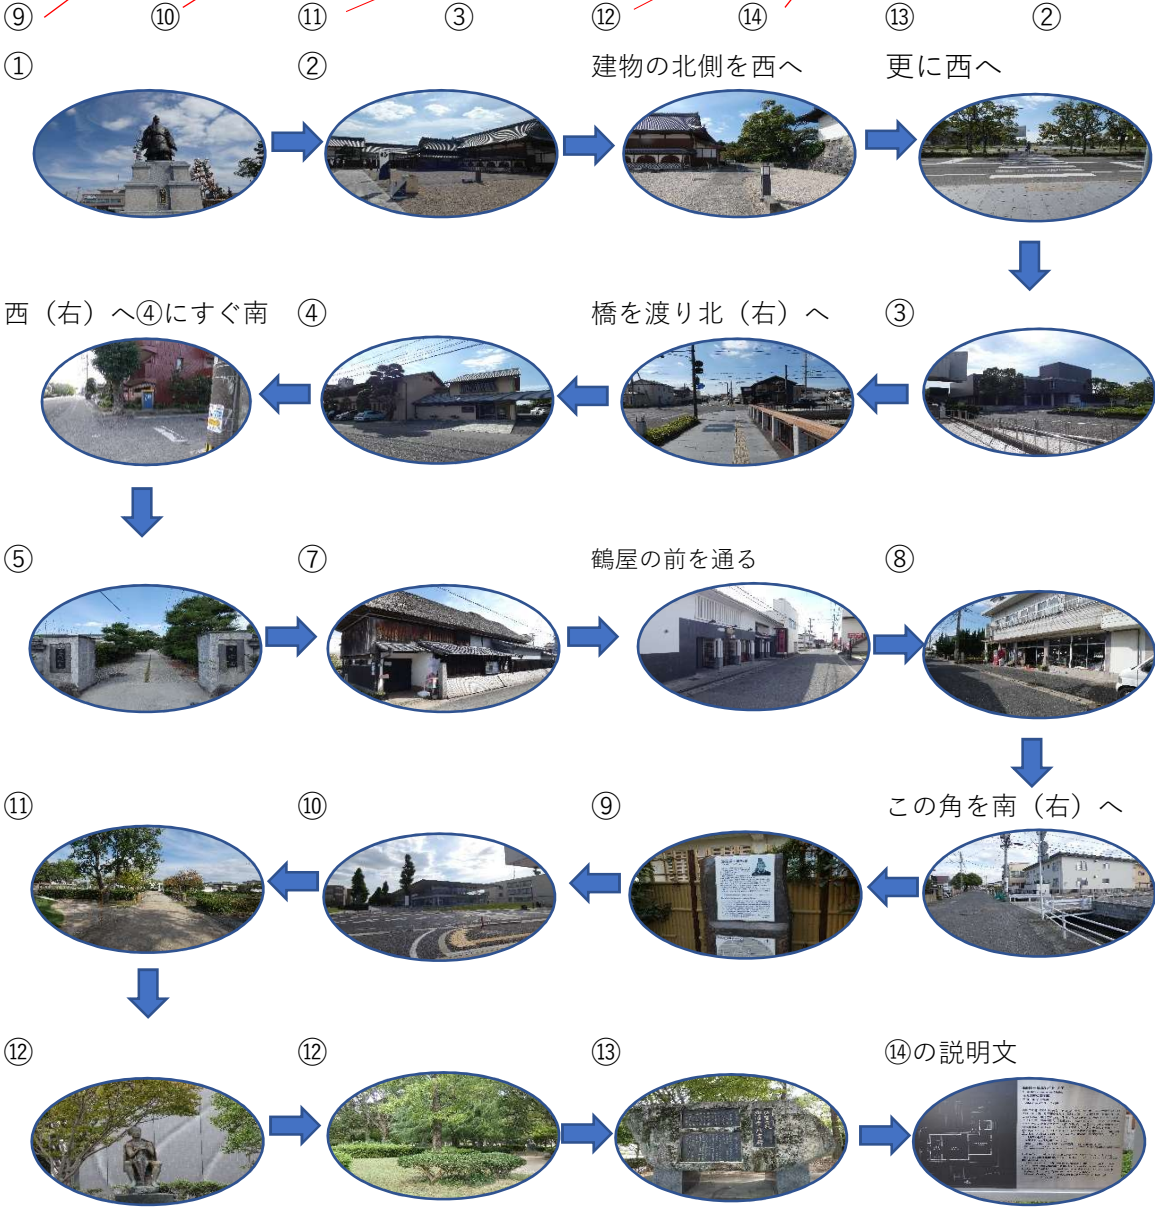 ⑨ ⑩ ⑪ ③ ⑫ ⑭ ⑬ ②
① ② 建物の北側を西へ 更に西へ
西（右）へ④にすぐ南 ④ 橋を渡り北（右）へ ③
⑤ ⑦ 鶴屋の前を通る ⑧
⑪ ⑩ ⑨ この角を南（右）へ
⑫ ⑫ ⑬ ⑭の説明文